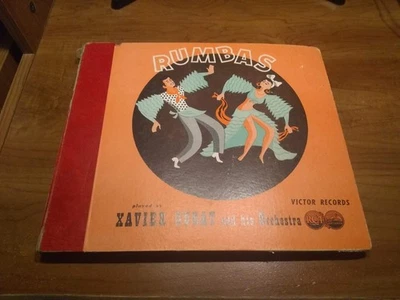 RUMBAS
played by
XAVIER CUGAT and his Orchestra
VICTOR RECORDS